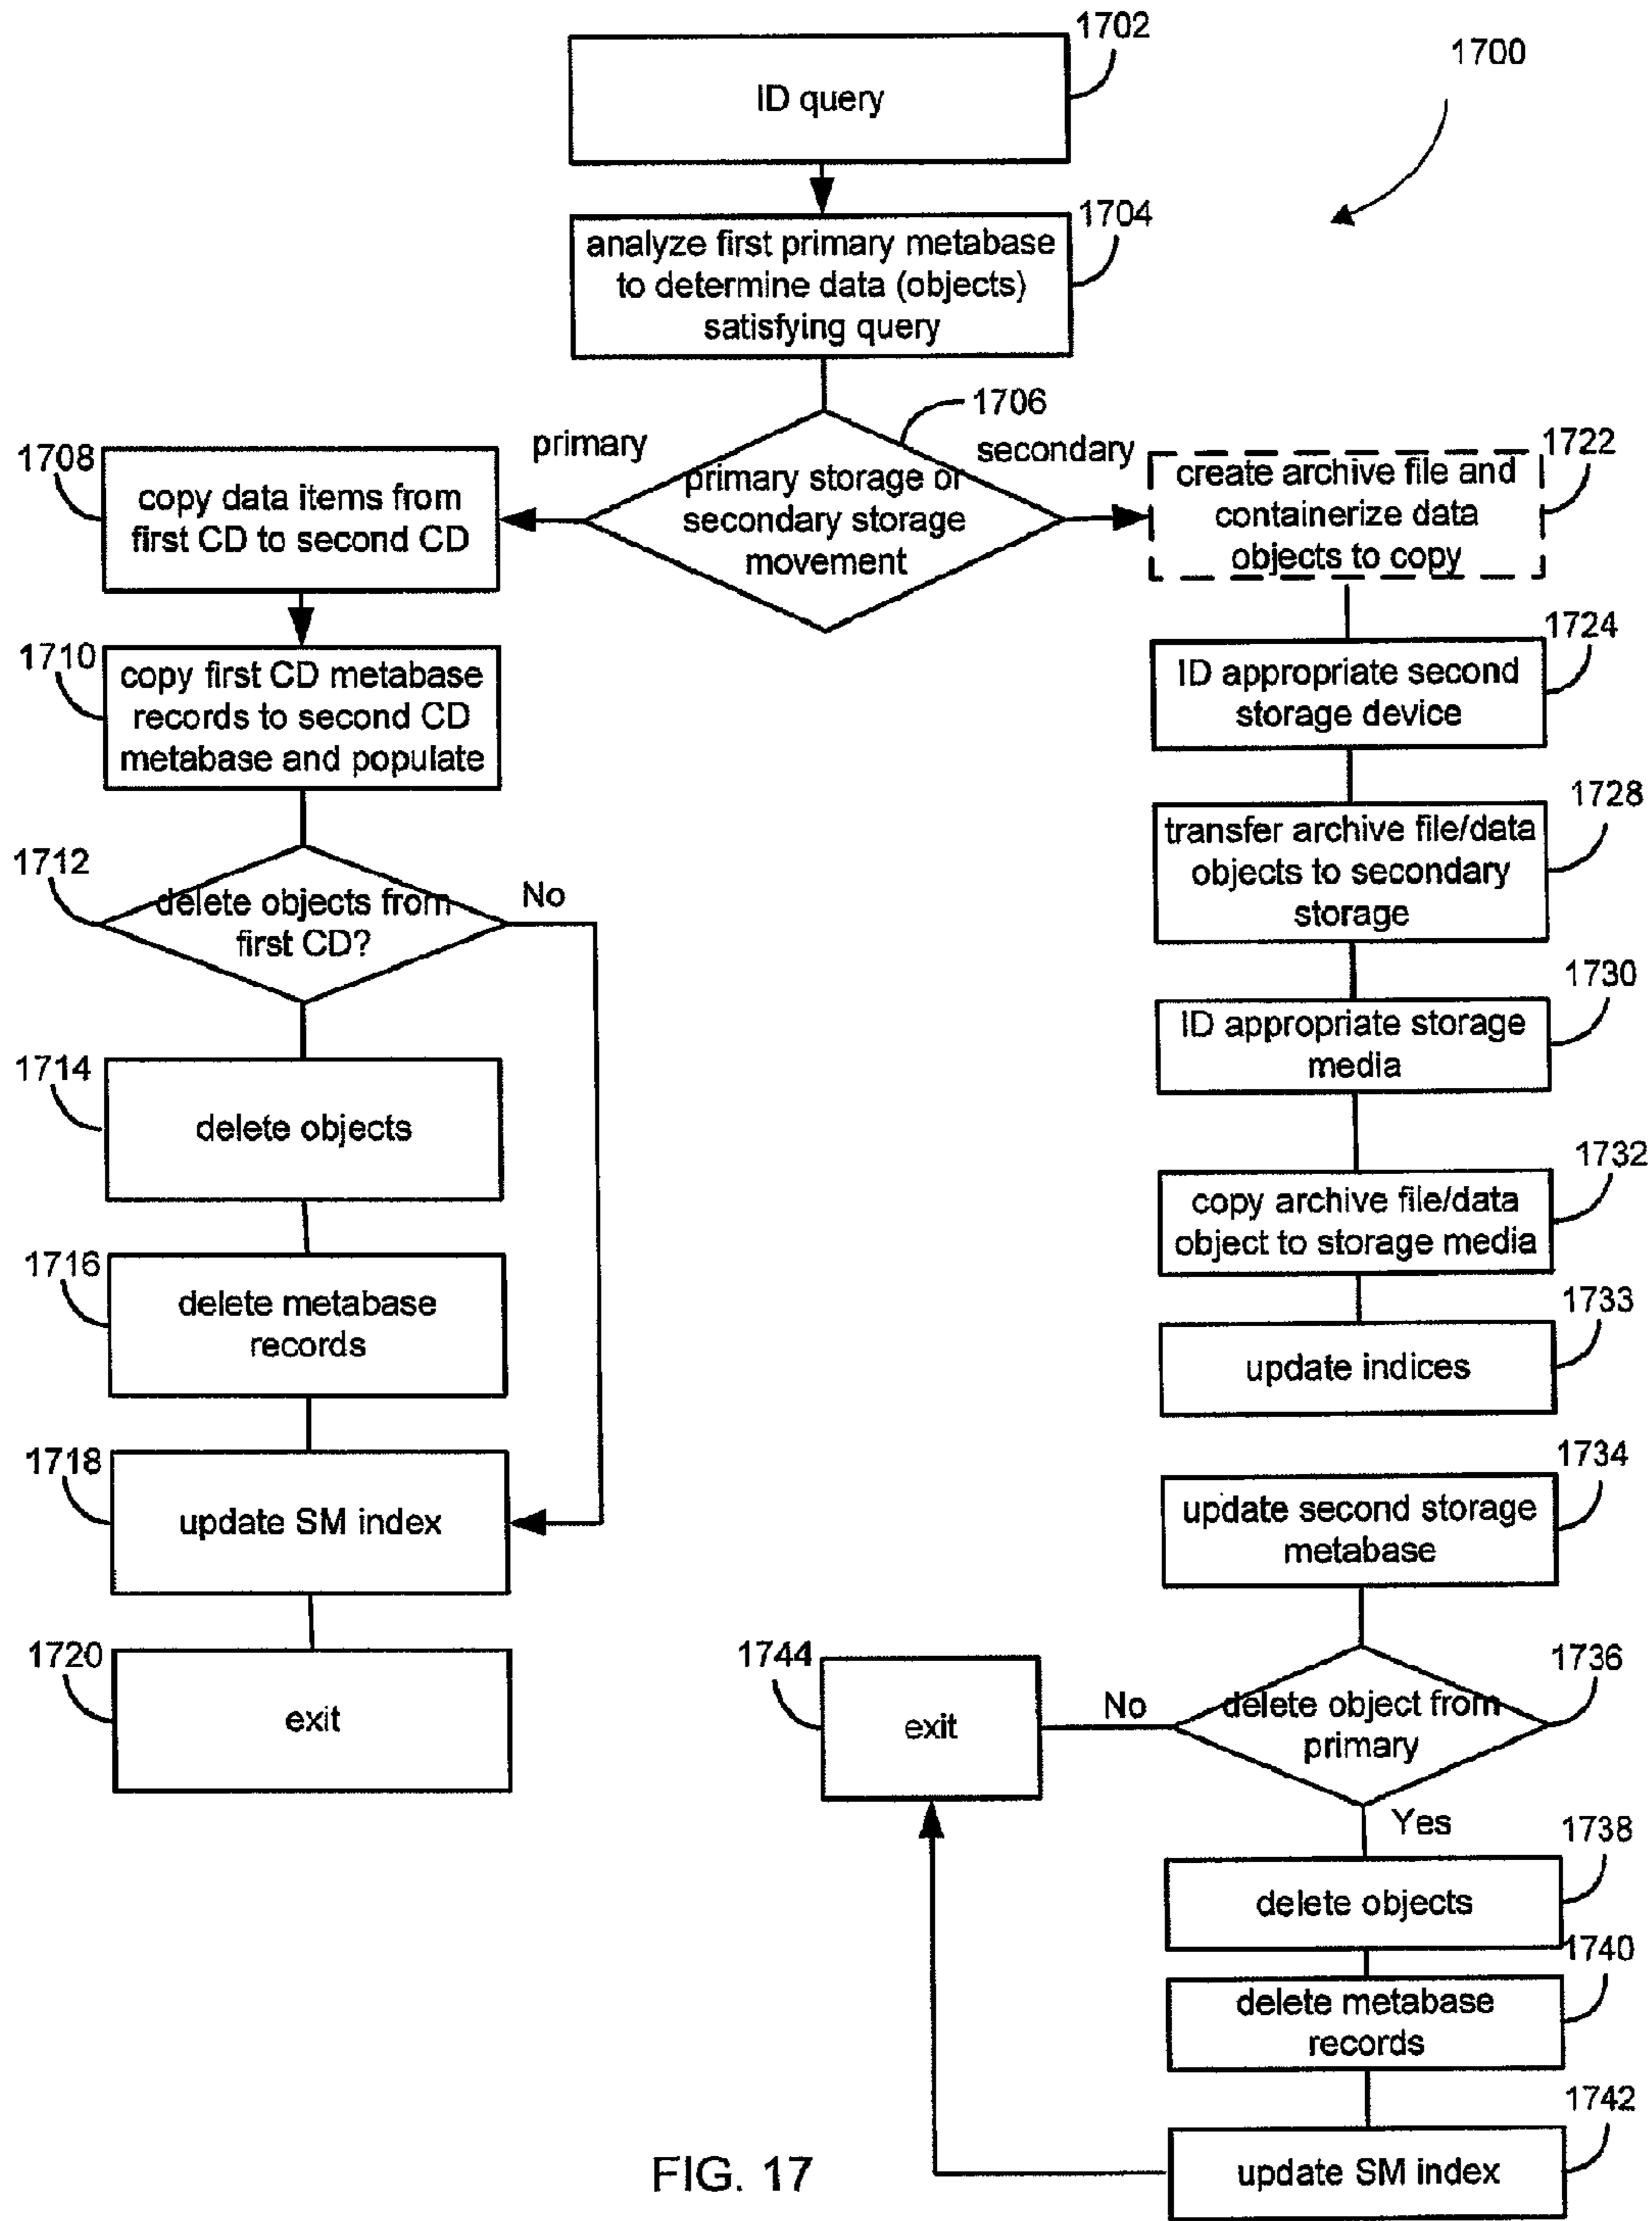 1702
1700
ID query
1704
analyze first primary metabase
to determine data (objects)
satisfying query
1706
primary
secondary
primary storage or
secondary storage
movement
1708
copy data items from
first CD to second CD
1722
create archive file and
containerize data
objects to copy
1710
copy first CD metabase
records to second CD
metabase and populate
1724
ID appropriate second
storage device
1712
delete objects from
first CD?
No
1728
transfer archive file/data
objects to secondary
storage
1714
delete objects
1730
ID appropriate storage
media
1716
delete metabase
records
1732
copy archive file/data
object to storage media
1733
update indices
1718
update SM index
1734
update second storage
metabase
1720
exit
1744
exit
No
1736
delete object from
primary
Yes
1738
delete objects
1740
delete metabase
records
1742
update SM index
FIG. 17